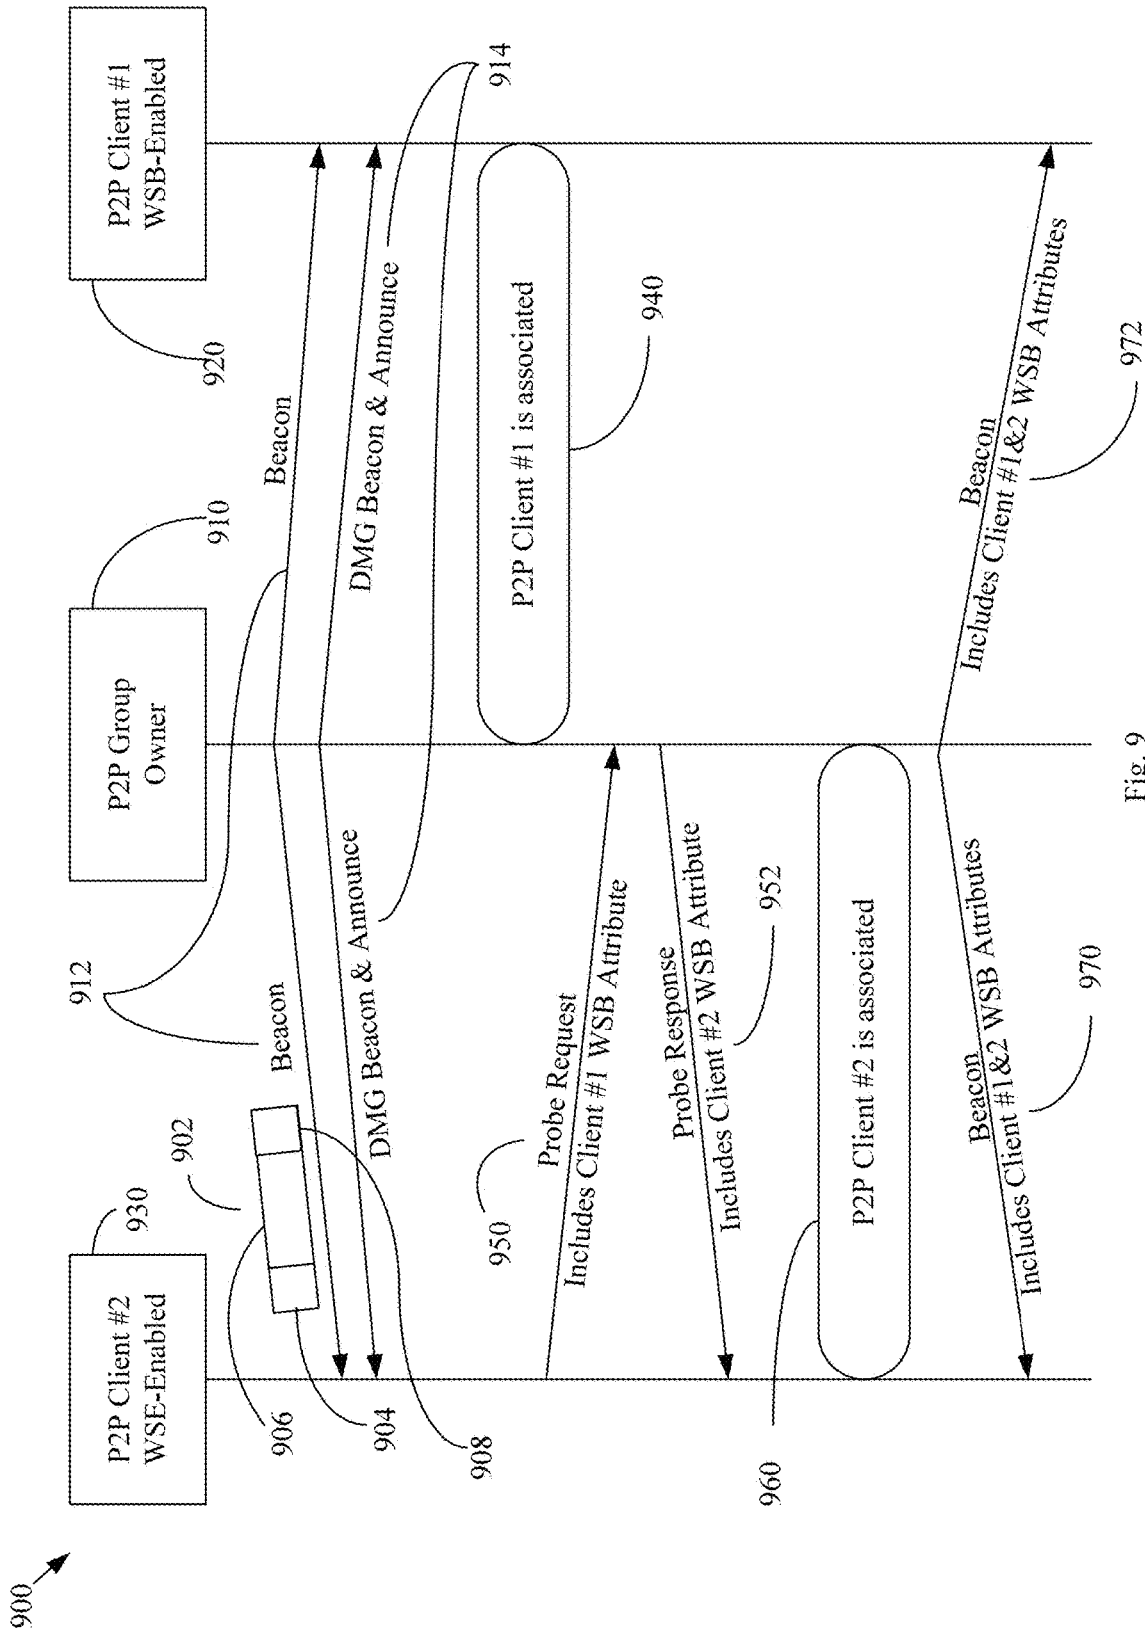 900
P2P Client #2
WSE-Enabled
930
P2P Group
Owner
910
P2P Client #1
WSB-Enabled
920
902
906
904
908
912
914
Beacon
Beacon
DMG Beacon & Announce
DMG Beacon & Announce
P2P Client #1 is associated
940
950
Probe Request
Includes Client #1 WSB Attribute
Probe Response
Includes Client #2 WSB Attribute
952
P2P Client #2 is associated
960
Beacon
Includes Client #1&2 WSB Attributes
970
Beacon
Includes Client #1&2 WSB Attributes
972
Fig. 9